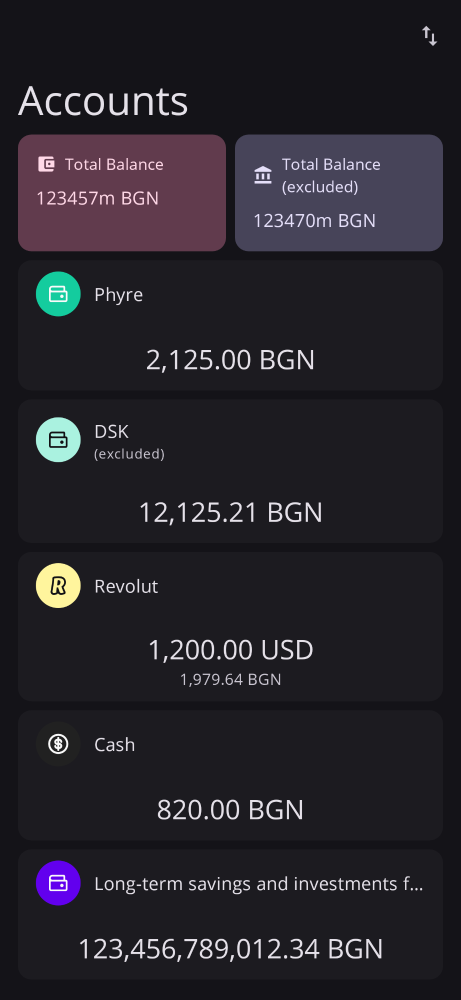 Accounts
Total Balance
123457m BGN
Total Balance
(excluded)
123470m BGN
Phyre
2,125.00 BGN
DSK
(excluded)
12,125.21 BGN
R
Revolut
1,200.00 USD
1,979.64 BGN
Cash
820.00 BGN
Long-term savings and investments f...
123,456,789,012.34 BGN